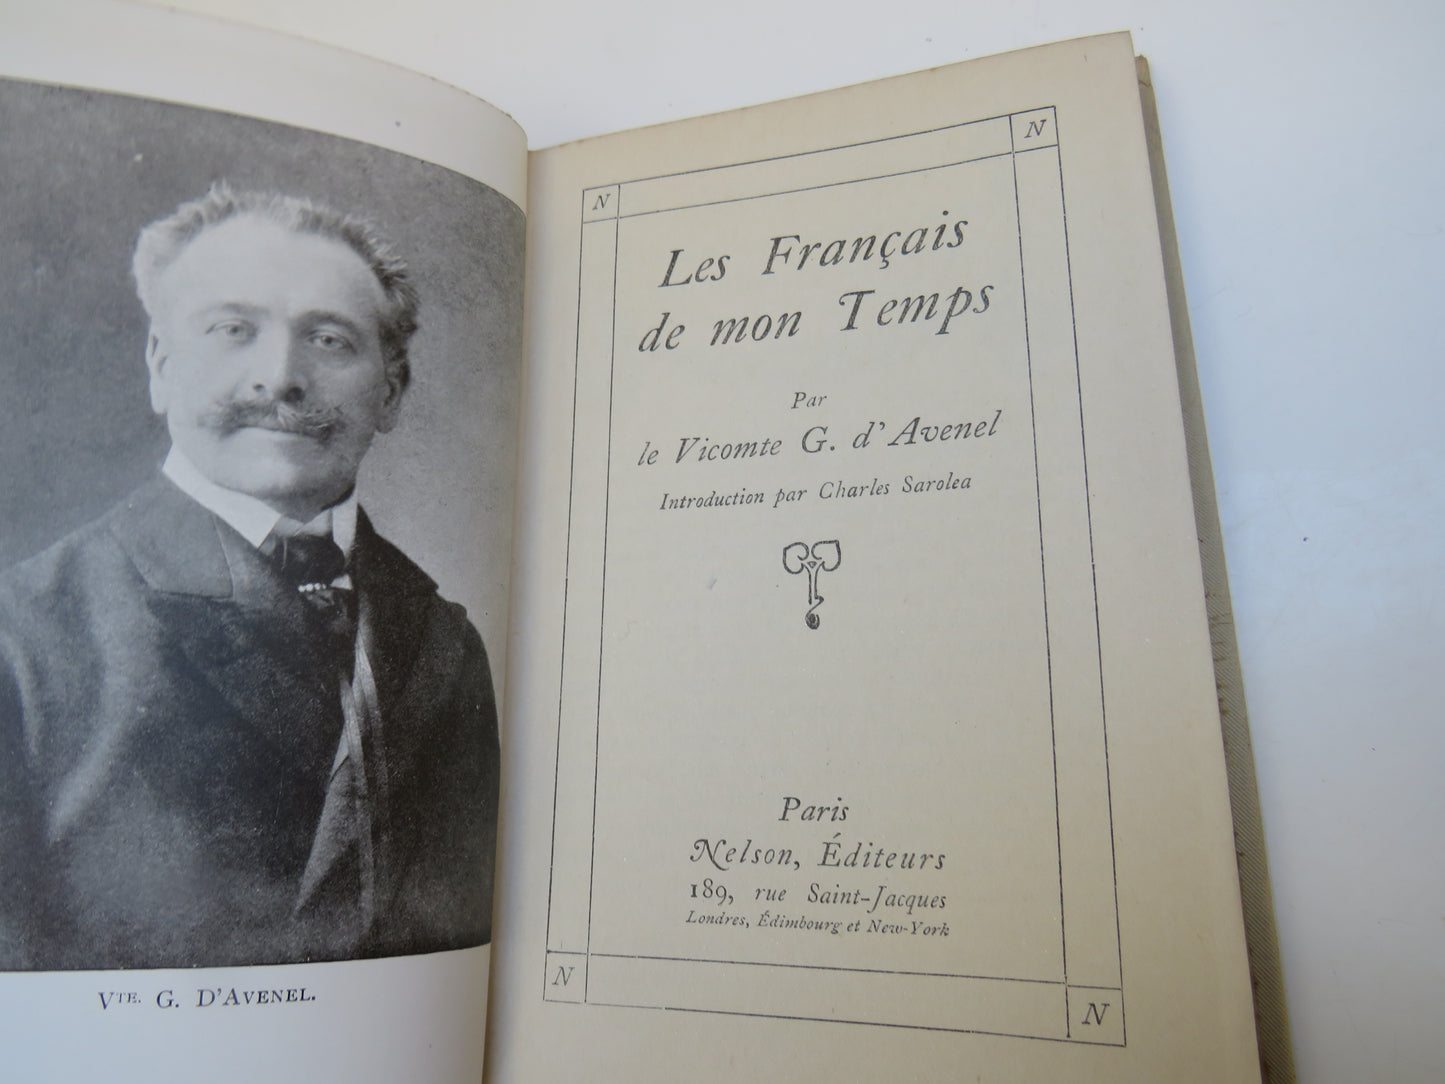 VTE. G. D'AVENEL.
N
N
Les Français
de mon Temps
Par
le Vicomte G. d'Avenel
Introduction par Charles Sarolea
Paris
Nelson, Éditeurs
189, rue Saint-Jacques
Londres, Édimbourg et New-York
N
N